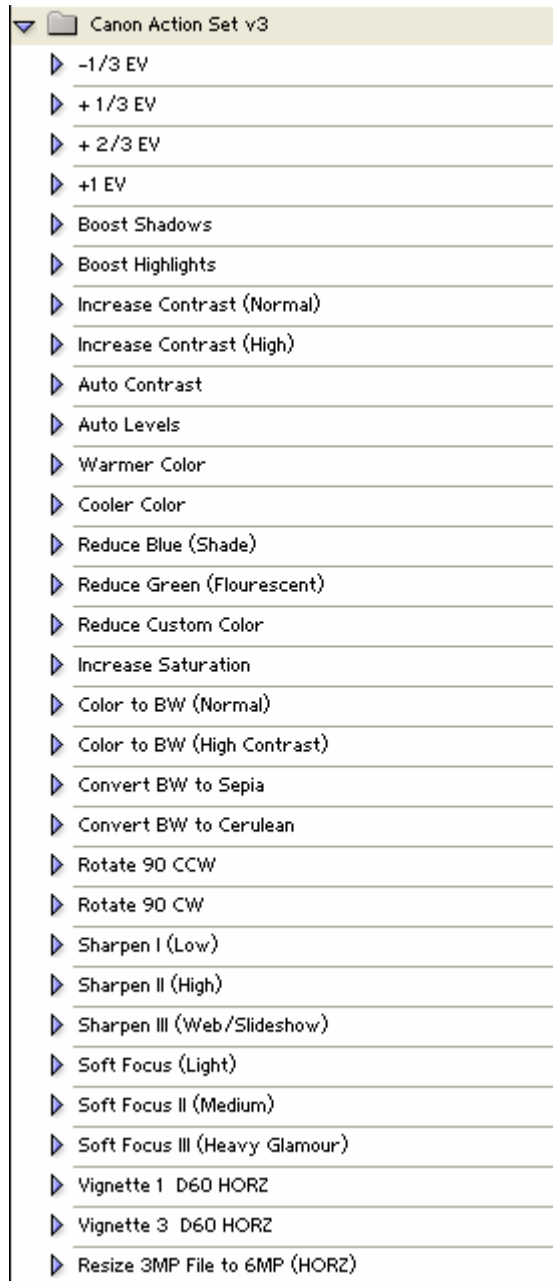 Canon Action Set v3
-1/3 EV
+ 1/3 EV
+ 2/3 EV
+1 EV
Boost Shadows
Boost Highlights
Increase Contrast (Normal)
Increase Contrast (High)
Auto Contrast
Auto Levels
Warmer Color
Cooler Color
Reduce Blue (Shade)
Reduce Green (Flourescent)
Reduce Custom Color
Increase Saturation
Color to BW (Normal)
Color to BW (High Contrast)
Convert BW to Sepia
Convert BW to Cerulean
Rotate 90 CCW
Rotate 90 CW
Sharpen I (Low)
Sharpen II (High)
Sharpen III (Web/Slideshow)
Soft Focus (Light)
Soft Focus II (Medium)
Soft Focus III (Heavy Glamour)
Vignette 1 D60 HORZ
Vignette 3 D60 HORZ
Resize 3MP File to 6MP (HORZ)